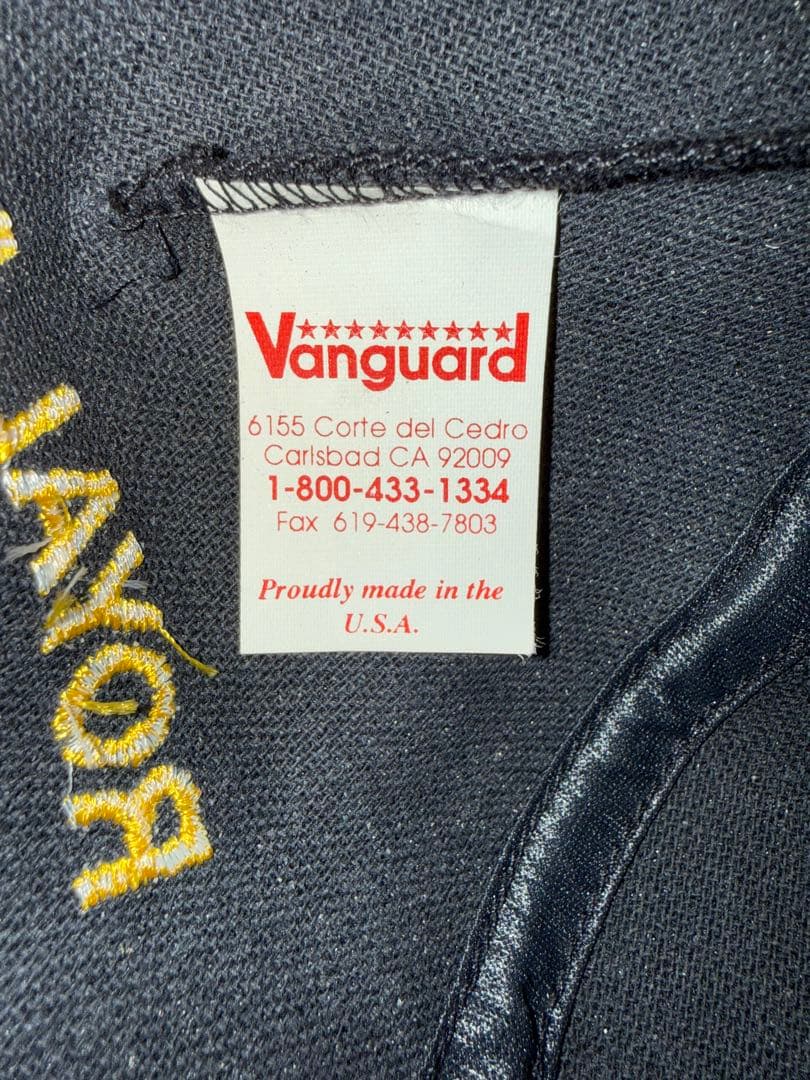 Vanguard
6155 Corte del Cedro
Carlsbad CA 92009
1-800-433-1334
Fax 619-438-7803
Proudly made in the
U.S.A.